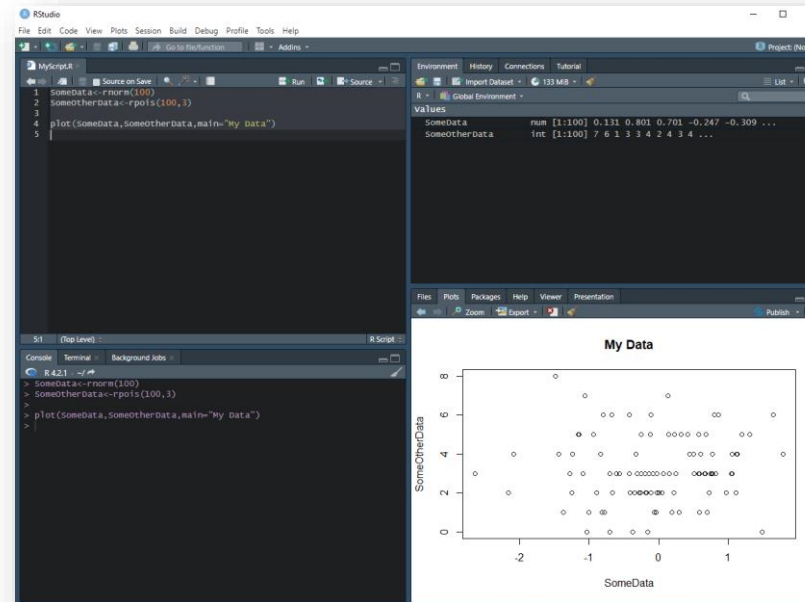 RStudio
File Edit Code View Plots Session Build Debug Profile Tools Help
Go to file/function Addins Project: (No
MyScript.R
Source on Save Run Source
1 SomeData<-rnorm(100)
2 SomeOtherData<-rpois(100,3)
3
4 plot(SomeData,SomeOtherData,main="My Data")
5
5:1 (Top Level) R Script
Console Terminal Background Jobs
R 4.2.1 · ~/
> SomeData<-rnorm(100)
> SomeOtherData<-rpois(100,3)
>
> plot(SomeData,SomeOtherData,main="My Data")
>
Environment History Connections Tutorial
Import Dataset 133 MiB List
R Global Environment
Values
SomeData num [1:100] 0.131 0.801 0.701 -0.247 -0.309 ...
SomeOtherData int [1:100] 7 6 1 3 3 4 2 4 3 4 ...
Files Plots Packages Help Viewer Presentation
Zoom Export Publish
My Data
SomeOtherData
8
6
4
2
0
-2 -1 0 1
SomeData